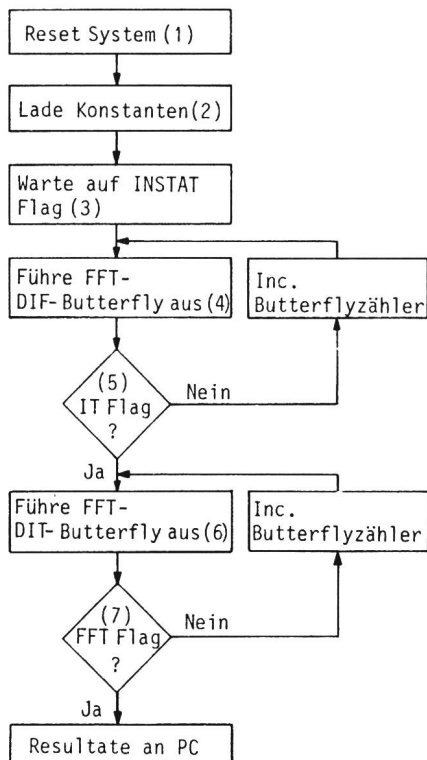 Reset System (1)
Lade Konstanten(2)
Warte auf INSTAT
Flag (3)
Führe FFT-
DIF-Butterfly aus(4)
Inc.
Butterflyzähler
(5)
IT Flag
?
Nein
Ja
Führe FFT-
DIT-Butterfly aus(6)
Inc.
Butterflyzähler
(7)
FFT Flag
?
Nein
Ja
Resultate an PC